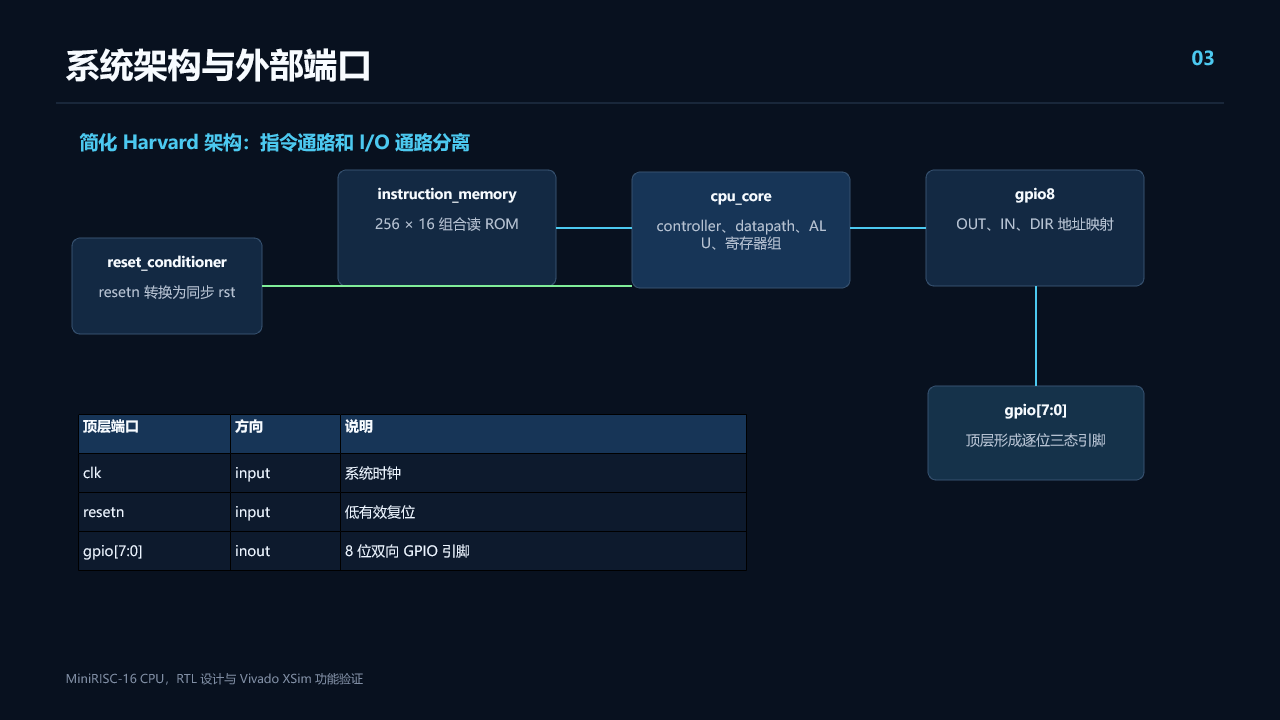 系统架构与外部端口
03
简化 Harvard 架构：指令通路和 I/O 通路分离
instruction_memory
256 × 16 组合读 ROM
cpu_core
controller、datapath、AL
U、寄存器组
gpio8
OUT、IN、DIR 地址映射
reset_conditioner
resetn 转换为同步 rst
gpio[7:0]
顶层形成逐位三态引脚
顶层端口 方向 说明
clk input 系统时钟
resetn input 低有效复位
gpio[7:0] inout 8 位双向 GPIO 引脚
MiniRISC-16 CPU，RTL 设计与 Vivado XSim 功能验证